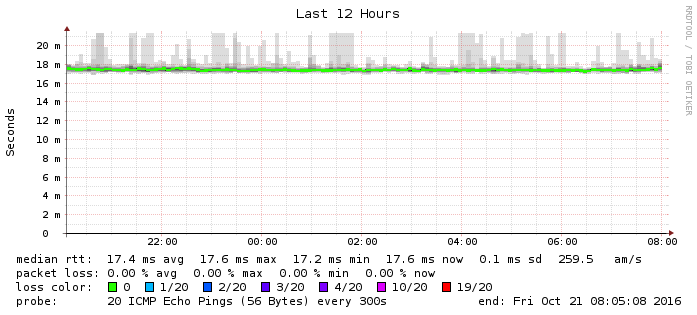 Last 12 Hours
RRDTOOL / TOBI OETIKER
Seconds
20 m
18 m
16 m
14 m
12 m
10 m
8 m
6 m
4 m
2 m
0
22:00 00:00 02:00 04:00 06:00 08:00
median rtt: 17.4 ms avg 17.6 ms max 17.2 ms min 17.6 ms now 0.1 ms sd 259.5 am/s
packet loss: 0.00 % avg 0.00 % max 0.00 % min 0.00 % now
loss color: 0 1/20 2/20 3/20 4/20 10/20 19/20
probe: 20 ICMP Echo Pings (56 Bytes) every 300s end: Fri Oct 21 08:05:08 2016